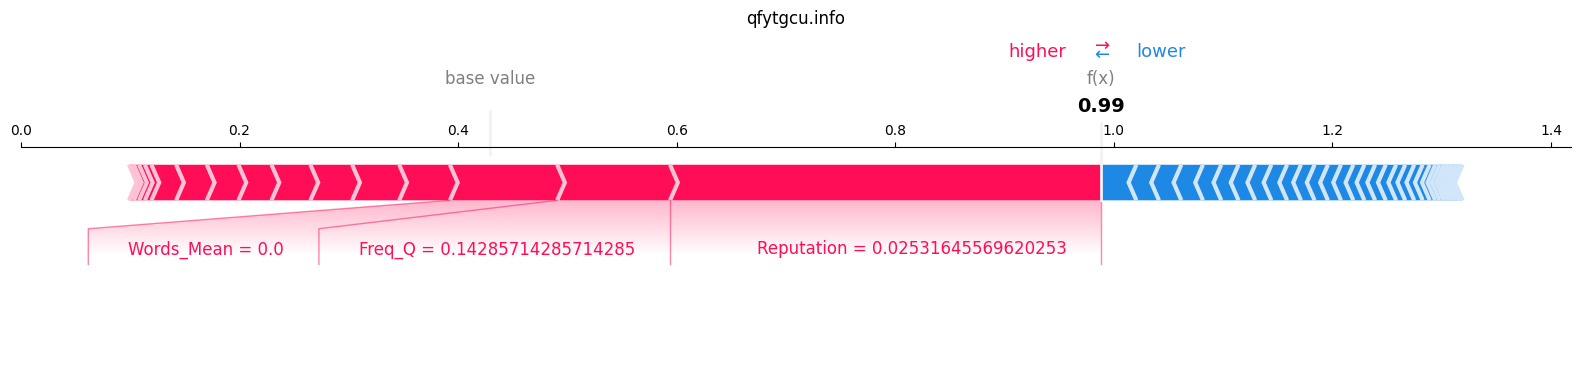 qfytgcu.info
higher ⇄ lower
base value f(x)
0.99
0.0 0.2 0.4 0.6 0.8 1.0 1.2 1.4
Words_Mean = 0.0 Freq_Q = 0.14285714285714285 Reputation = 0.02531645569620253